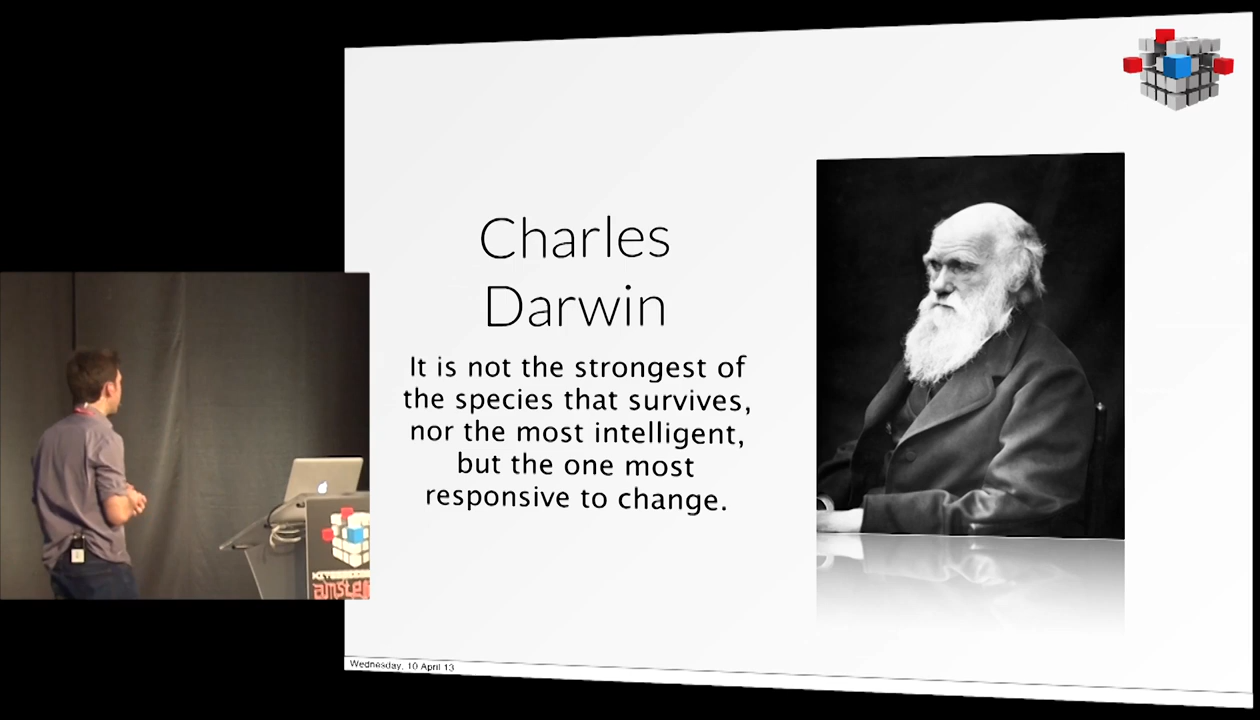 Charles
Darwin
It is not the strongest of
the species that survives,
nor the most intelligent,
but the one most
responsive to change.
Wednesday, 10 April 13